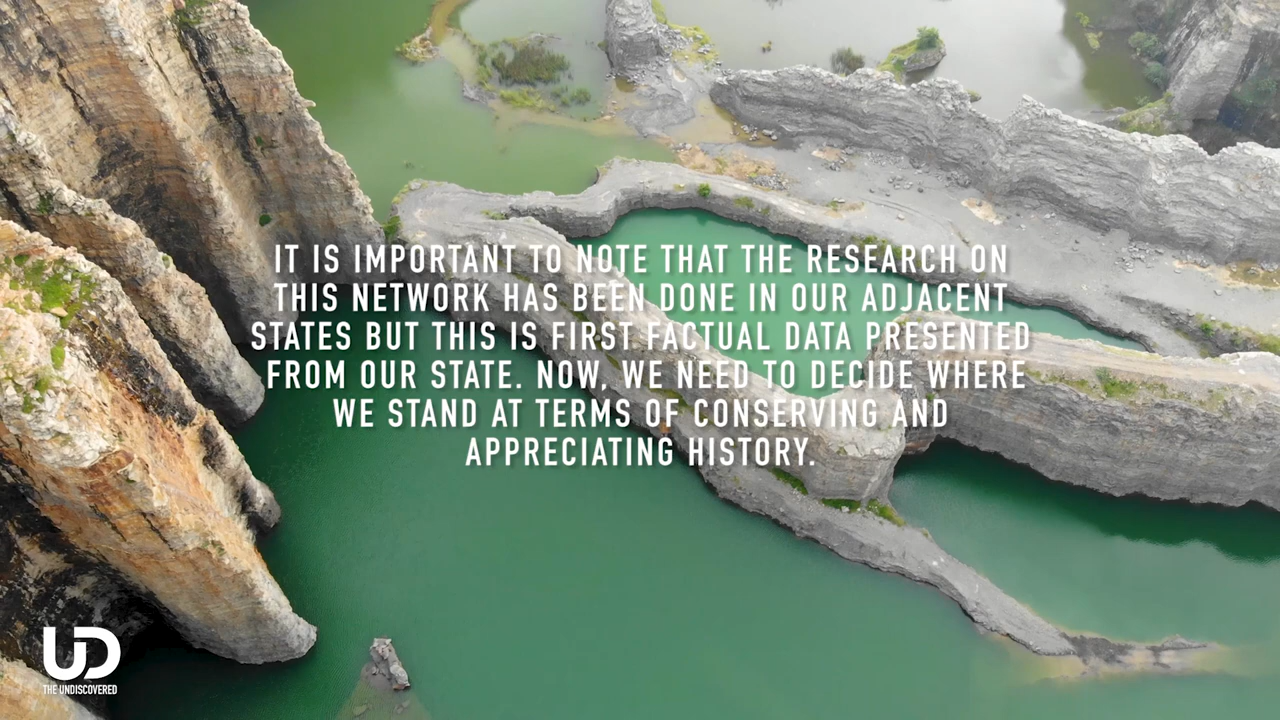 IT IS IMPORTANT TO NOTE THAT THE RESEARCH ON
THIS NETWORK HAS BEEN DONE IN OUR ADJACENT
STATES BUT THIS IS FIRST FACTUAL DATA PRESENTED
FROM OUR STATE. NOW, WE NEED TO DECIDE WHERE
WE STAND AT TERMS OF CONSERVING AND
APPRECIATING HISTORY.
UD
THE UNDISCOVERED